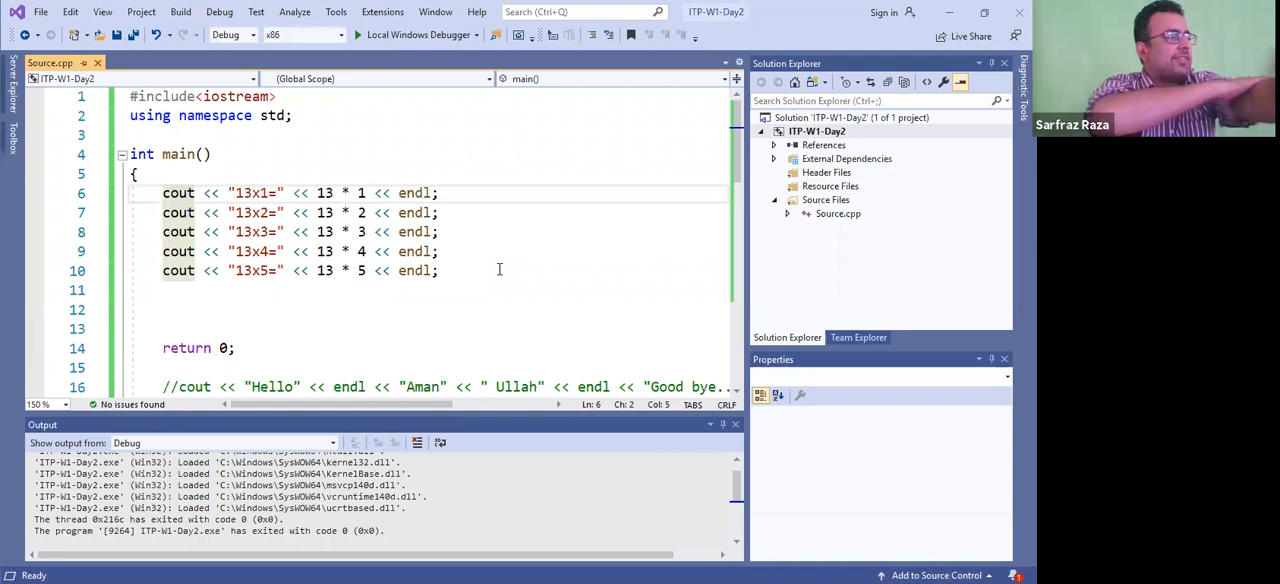 File Edit View Git Project Build Debug Test Analyze Tools Extensions Window Help Search (Ctrl+Q) ITP-W1-Day2 Sign in
Debug x86 Local Windows Debugger Live Share
Server Explorer
Toolbox
Source.cpp
ITP-W1-Day2 (Global Scope) main()
1 #include<iostream>
2 using namespace std;
3
4 int main()
5 {
6 cout << "13x1=" << 13 * 1 << endl;
7 cout << "13x2=" << 13 * 2 << endl;
8 cout << "13x3=" << 13 * 3 << endl;
9 cout << "13x4=" << 13 * 4 << endl;
10 cout << "13x5=" << 13 * 5 << endl;
11
12
13
14 return 0;
15
16 //cout << "Hello" << endl << "Aman" << " Ullah" << endl << "Good bye..
150 % No issues found Ln: 6 Ch: 2 Col: 5 TABS CRLF
Output
Show output from: Debug
'ITP-W1-Day2.exe' (Win32): Loaded 'C:\Windows\SysWOW64\kernel32.dll'.
'ITP-W1-Day2.exe' (Win32): Loaded 'C:\Windows\SysWOW64\KernelBase.dll'.
'ITP-W1-Day2.exe' (Win32): Loaded 'C:\Windows\SysWOW64\msvcp140d.dll'.
'ITP-W1-Day2.exe' (Win32): Loaded 'C:\Windows\SysWOW64\vcruntime140d.dll'.
'ITP-W1-Day2.exe' (Win32): Loaded 'C:\Windows\SysWOW64\ucrtbased.dll'.
The thread 0x216c has exited with code 0 (0x0).
The program '[9264] ITP-W1-Day2.exe' has exited with code 0 (0x0).
Solution Explorer
Search Solution Explorer (Ctrl+;)
Solution 'ITP-W1-Day2' (1 of 1 project)
ITP-W1-Day2
References
External Dependencies
Header Files
Resource Files
Source Files
Source.cpp
Solution Explorer Team Explorer
Properties
Diagnostic Tools
Sarfraz Raza
Ready Add to Source Control 1